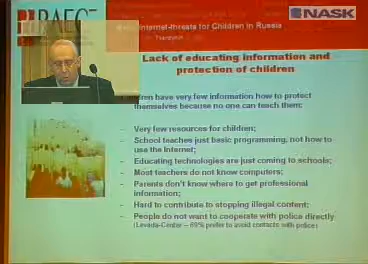 RAEC
NASK
Internet-threats for Children in Russia
Lack of educating information and
protection of children
have very few information how to protect
themselves because no one can teach them:
– Very few resources for children;
– School teaches just basic programming, not how to
use the Internet;
– Educating technologies are just coming to schools;
– Most teachers do not know computers;
– Parents don't know where to get professional
information;
– Hard to contribute to stopping illegal content;
– People do not want to cooperate with police directly
(Levada-Center – 69% prefer to avoid contacts with police)